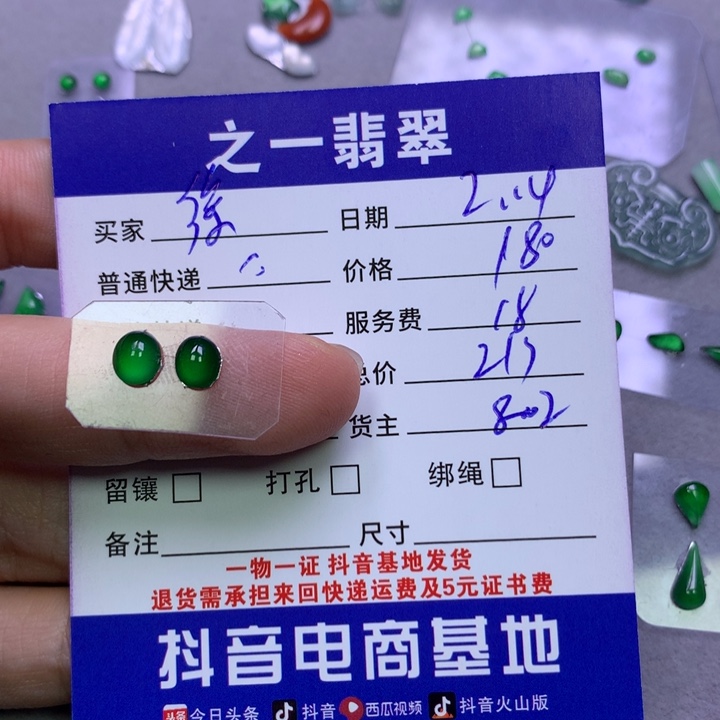 之一翡翠
买家 徐 日期 2.14
普通快递 价格 180
服务费 18
总价 213
货主 802
留镶 打孔 绑绳
备注 尺寸
一物一证 抖音基地发货
退货需承担来回快递运费及5元证书费
抖音电商基地
头条 今日头条 抖音 西瓜视频 抖音火山版